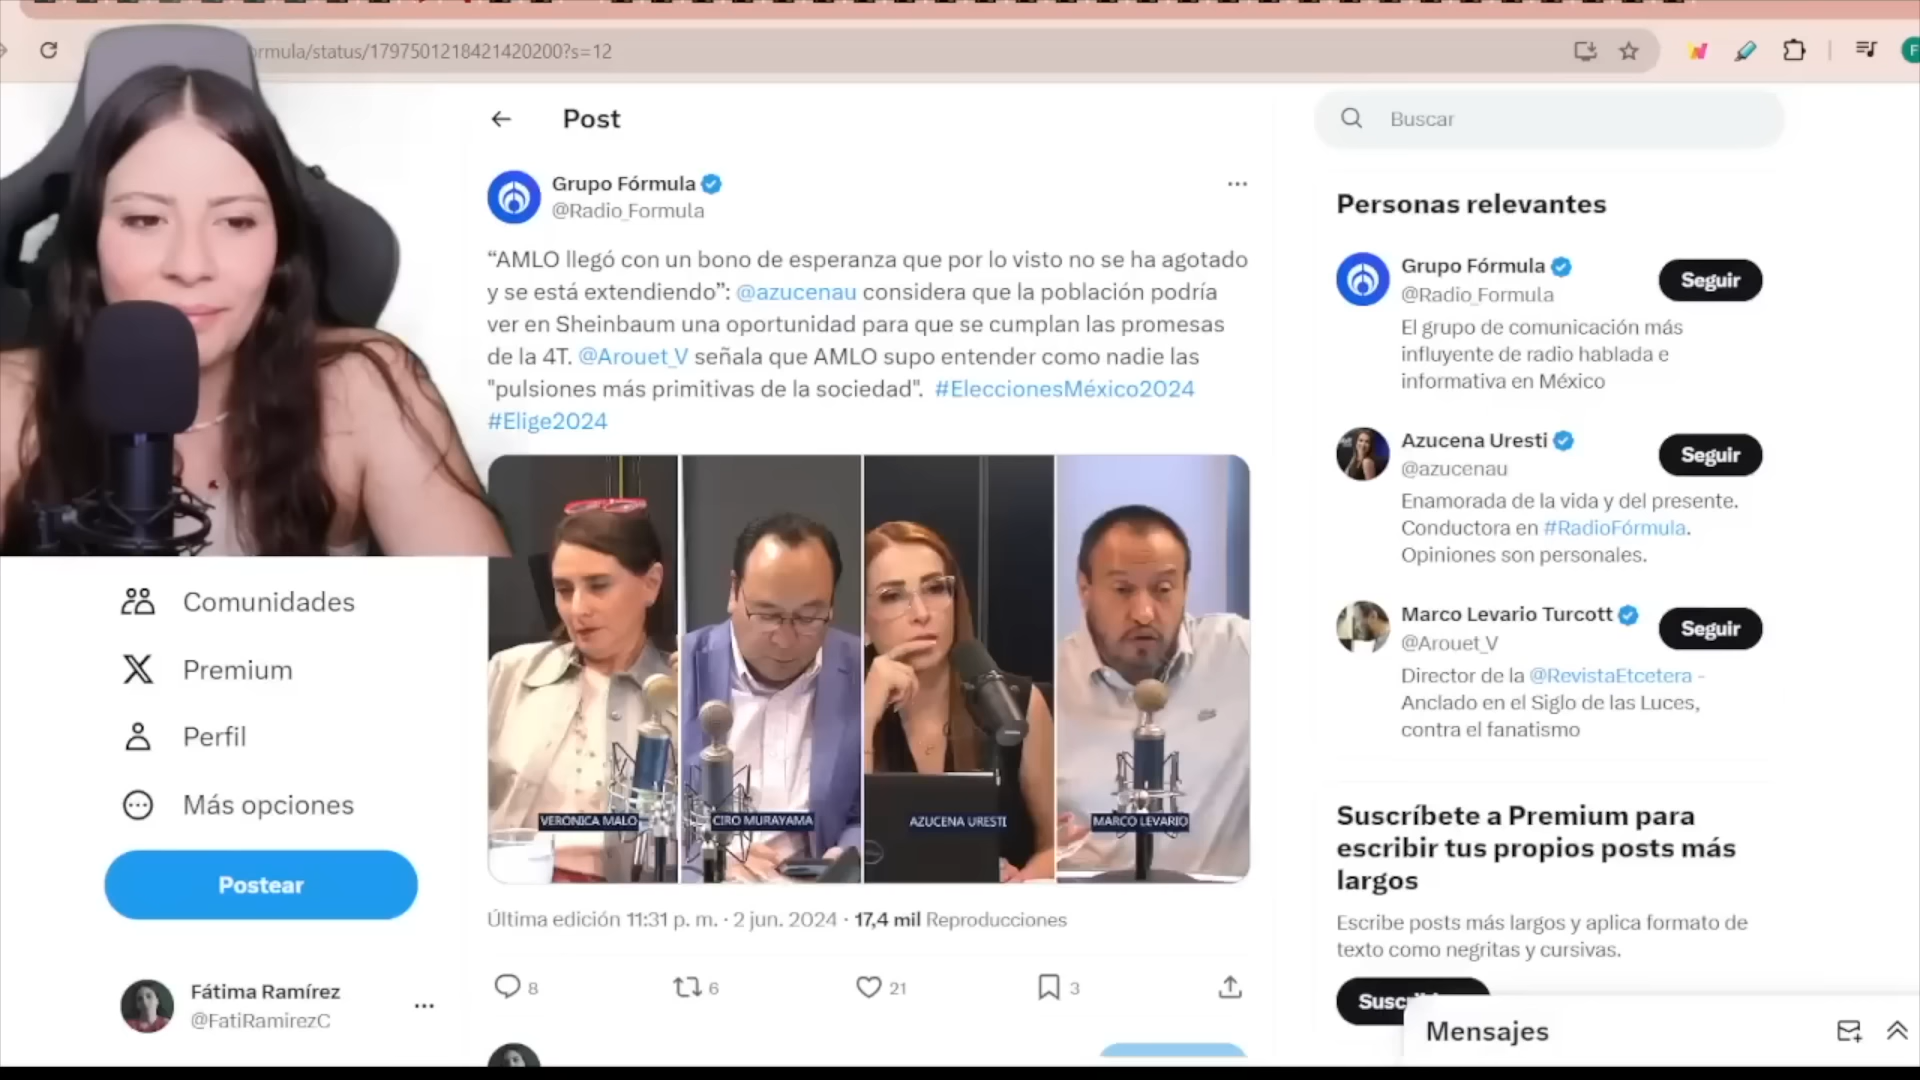 ormula/status/1797501218421420200?s=12
F
Post
Buscar
Grupo Fórmula
@Radio_Formula
“AMLO llegó con un bono de esperanza que por lo visto no se ha agotado
y se está extendiendo”: @azucenau considera que la población podría
ver en Sheinbaum una oportunidad para que se cumplan las promesas
de la 4T. @Arouet_V señala que AMLO supo entender como nadie las
"pulsiones más primitivas de la sociedad". #EleccionesMéxico2024
#Elige2024
VERONICA MALO
CIRO MURAYAMA
AZUCENA URESTI
MARCO LEVARIO
Última edición 11:31 p. m. · 2 jun. 2024 · 17,4 mil Reproducciones
8
6
21
3
Comunidades
Premium
Perfil
Más opciones
Postear
Fátima Ramírez
@FatiRamirezC
Personas relevantes
Grupo Fórmula
@Radio_Formula
Seguir
El grupo de comunicación más
influyente de radio hablada e
informativa en México
Azucena Uresti
@azucenau
Seguir
Enamorada de la vida y del presente.
Conductora en #RadioFórmula.
Opiniones son personales.
Marco Levario Turcott
@Arouet_V
Seguir
Director de la @RevistaEtcetera -
Anclado en el Siglo de las Luces,
contra el fanatismo
Suscríbete a Premium para
escribir tus propios posts más
largos
Escribe posts más largos y aplica formato de
texto como negritas y cursivas.
Mensajes